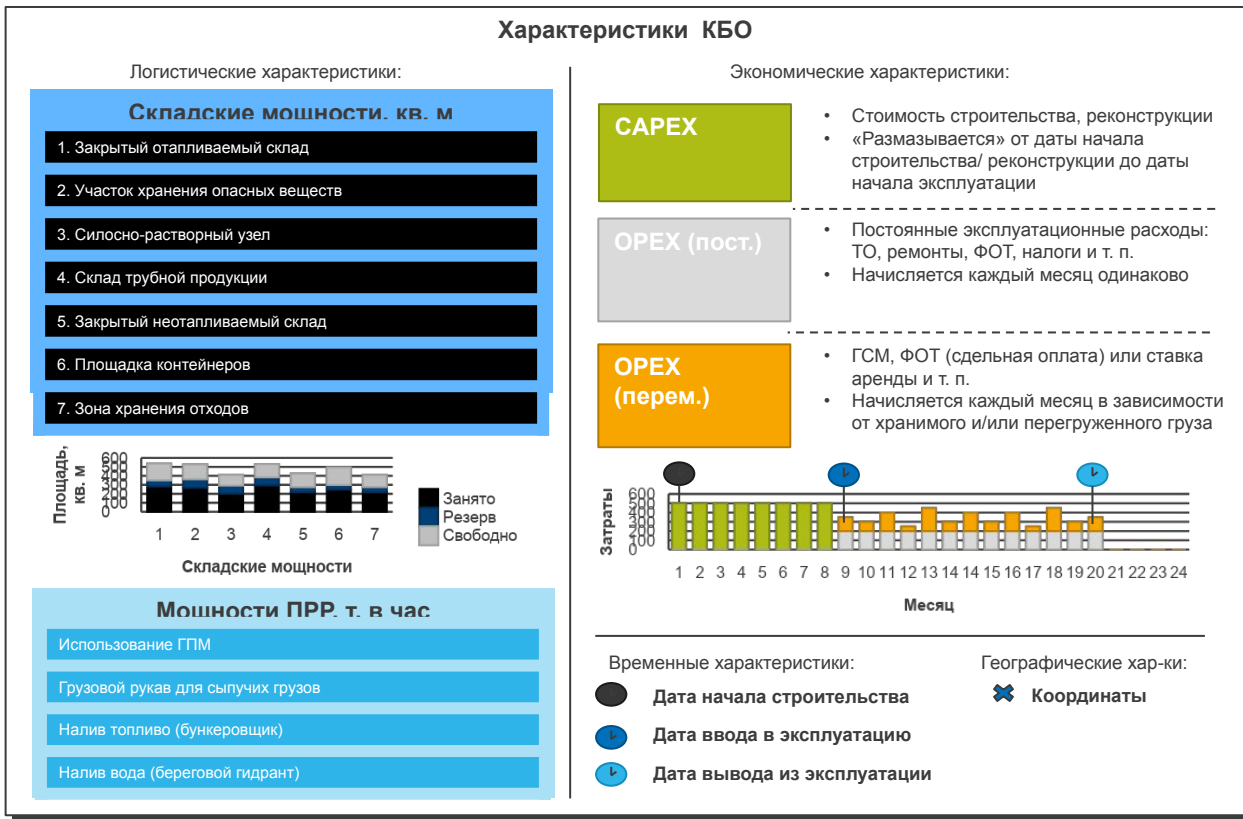 Характеристики КБО
Логистические характеристики:
Складские мощности, кв. м
1. Закрытый отапливаемый склад
2. Участок хранения опасных веществ
3. Силосно-растворный узел
4. Склад трубной продукции
5. Закрытый неотапливаемый склад
6. Площадка контейнеров
7. Зона хранения отходов
Площадь,
кв. м
600
500
400
300
200
100
0
1 2 3 4 5 6 7
Складские мощности
Занято
Резерв
Свободно
Мощности ПРР, т. в час
Использование ГПМ
Грузовой рукав для сыпучих грузов
Налив топливо (бункеровщик)
Налив вода (береговой гидрант)
Экономические характеристики:
CAPEX
• Стоимость строительства, реконструкции
• «Размазывается» от даты начала
строительства/ реконструкции до даты
начала эксплуатации
OPEX (пост.)
• Постоянные эксплуатационные расходы:
ТО, ремонты, ФОТ, налоги и т. п.
• Начисляется каждый месяц одинаково
OPEX
(перем.)
• ГСМ, ФОТ (сдельная оплата) или ставка
аренды и т. п.
• Начисляется каждый месяц в зависимости
от хранимого и/или перегруженного груза
Затраты
600
500
400
300
200
100
0
1 2 3 4 5 6 7 8 9 10 11 12 13 14 14 15 16 17 18 19 20 21 22 23 24
Месяц
Временные характеристики:
Дата начала строительства
Дата ввода в эксплуатацию
Дата вывода из эксплуатации
Географические хар-ки:
Координаты